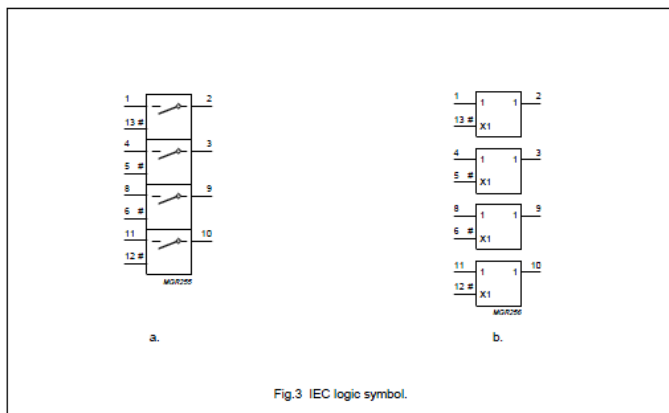 1 2
13 #
4 3
5 #
8 9
6 #
11 10
12 #
MGR255
a.
1 1 1 2
13 # X1
4 1 1 3
5 # X1
8 1 1 9
6 # X1
11 1 1 10
12 # X1
MGR256
b.
Fig.3 IEC logic symbol.